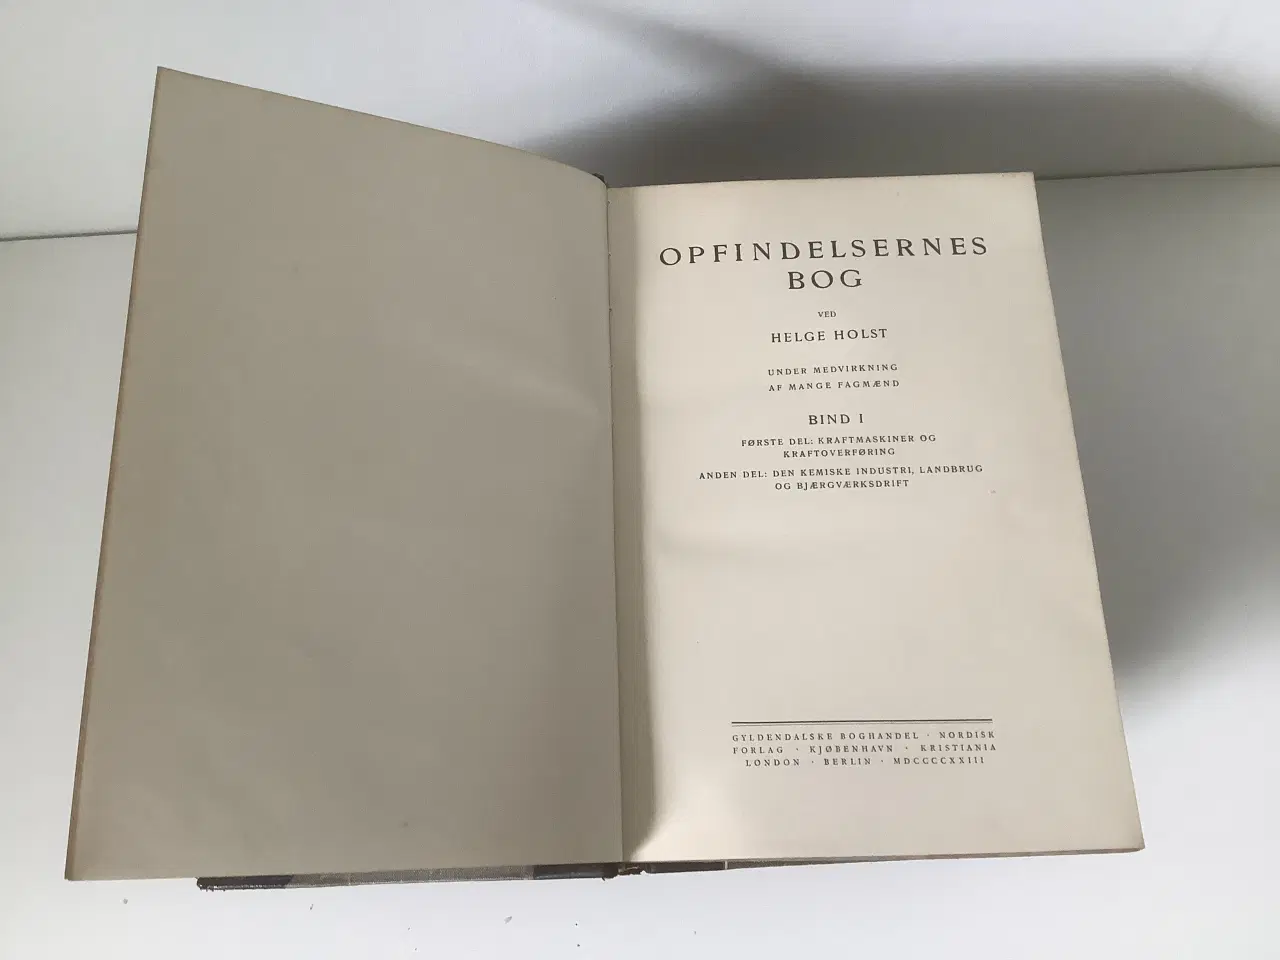 OPFINDELSERNES
BOG
VED
HELGE HOLST
UNDER MEDVIRKNING
AF MANGE FAGMÆND
BIND I
FØRSTE DEL: KRAFTMASKINER OG
KRAFTOVERFØRING
ANDEN DEL: DEN KEMISKE INDUSTRI, LANDBRUG
OG BJÆRGVÆRKSDRIFT
GYLDENDALSKE BOGHANDEL · NORDISK
FORLAG · KJØBENHAVN · KRISTIANIA
LONDON · BERLIN · MDCCCCXXIII